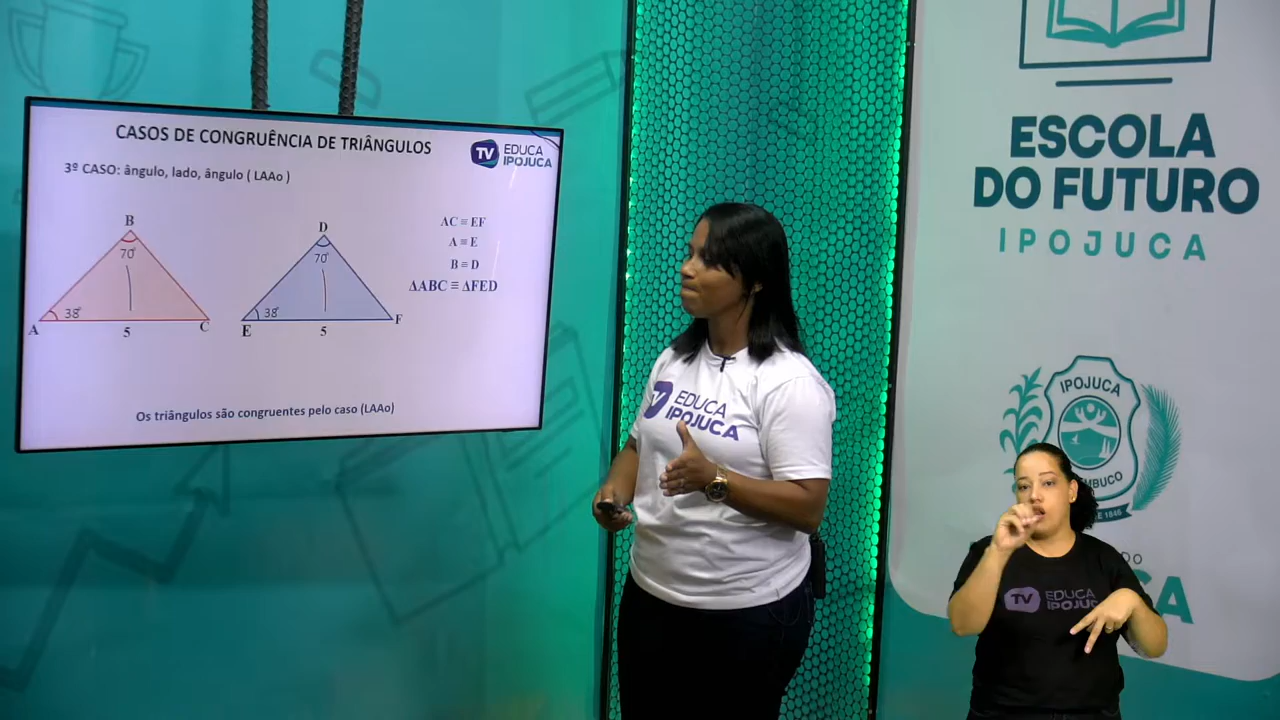 CASOS DE CONGRUÊNCIA DE TRIÂNGULOS
TV EDUCA
IPOJUCA
3º CASO: ângulo, lado, ângulo ( LAAo )
B
70°
38°
A
5
C
D
70°
38°
E
5
F
AC ≡ EF
A ≡ E
B ≡ D
ΔABC ≡ ΔFED
Os triângulos são congruentes pelo caso (LAAo)
ESCOLA
DO FUTURO
IPOJUCA
IPOJUCA
TV EDUCA
IPOJUCA
TV EDUCA